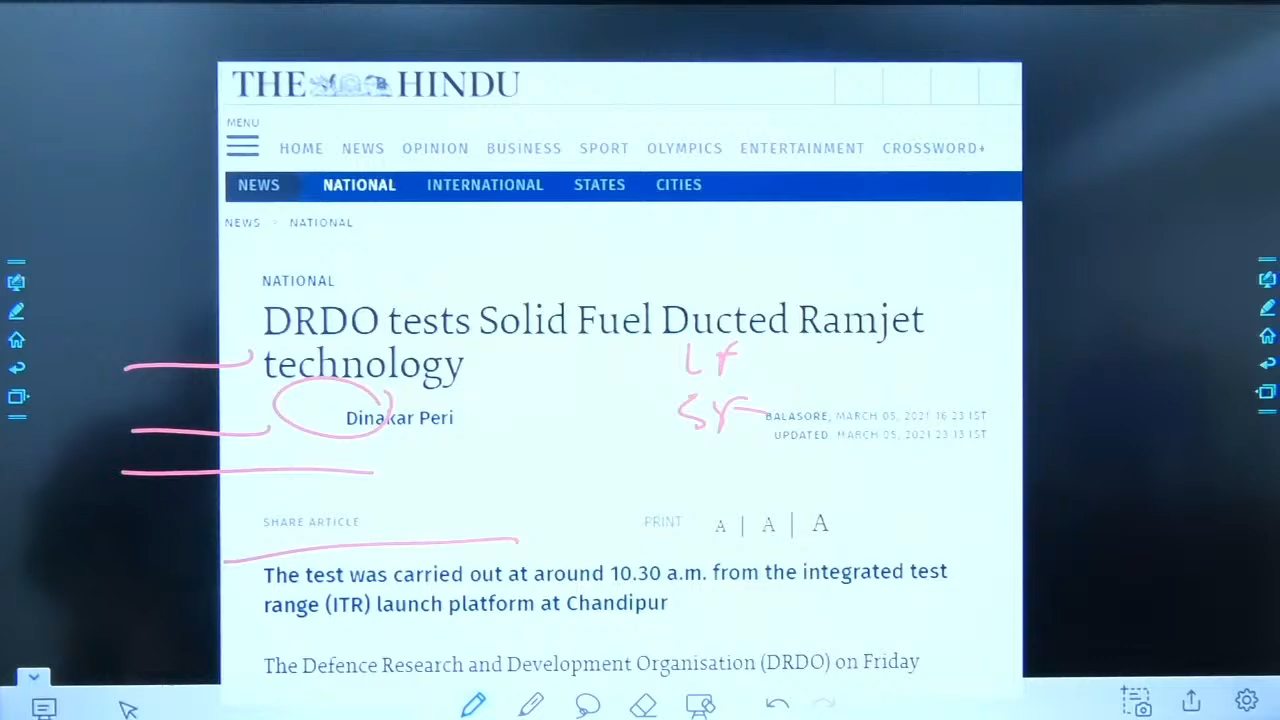 THE HINDU
MENU
HOME NEWS OPINION BUSINESS SPORT OLYMPICS ENTERTAINMENT CROSSWORD+
NEWS NATIONAL INTERNATIONAL STATES CITIES
NEWS > NATIONAL
NATIONAL
DRDO tests Solid Fuel Ducted Ramjet
technology
LF
SF
Dinakar Peri
BALASORE, MARCH 05, 2021 16:23 IST
UPDATED: MARCH 05, 2021 23:13 IST
SHARE ARTICLE
PRINT A | A | A
The test was carried out at around 10.30 a.m. from the integrated test
range (ITR) launch platform at Chandipur
The Defence Research and Development Organisation (DRDO) on Friday